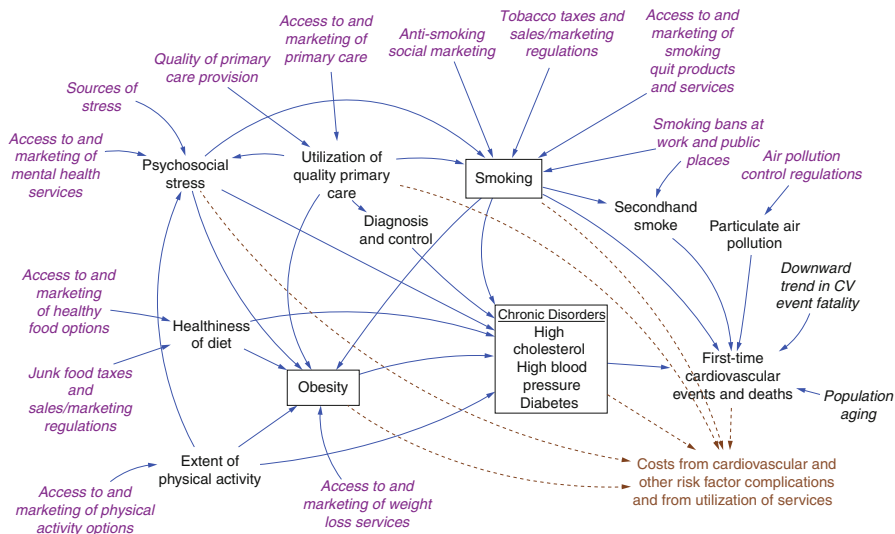 Access to and
marketing of
primary care
Anti-smoking
social marketing
Tobacco taxes and
sales/marketing
regulations
Access to and
marketing of
smoking
quit products
and services
Quality of primary
care provision
Sources of
stress
Access to and
marketing of
mental health
services
Psychosocial
stress
Utilization of
quality primary
care
Smoking
Smoking bans at
work and public
places
Air pollution
control regulations
Diagnosis
and control
Secondhand
smoke
Particulate air
pollution
Downward
trend in CV
event fatality
Access to and
marketing
of healthy
food options
Healthiness
of diet
Chronic Disorders
High
cholesterol
High blood
pressure
Diabetes
First-time
cardiovascular
events and deaths
Junk food taxes
and
sales/marketing
regulations
Obesity
Population
aging
Extent of
physical activity
Access to and
marketing of physical
activity options
Access to and
marketing of weight
loss services
Costs from cardiovascular and
other risk factor complications
and from utilization of services